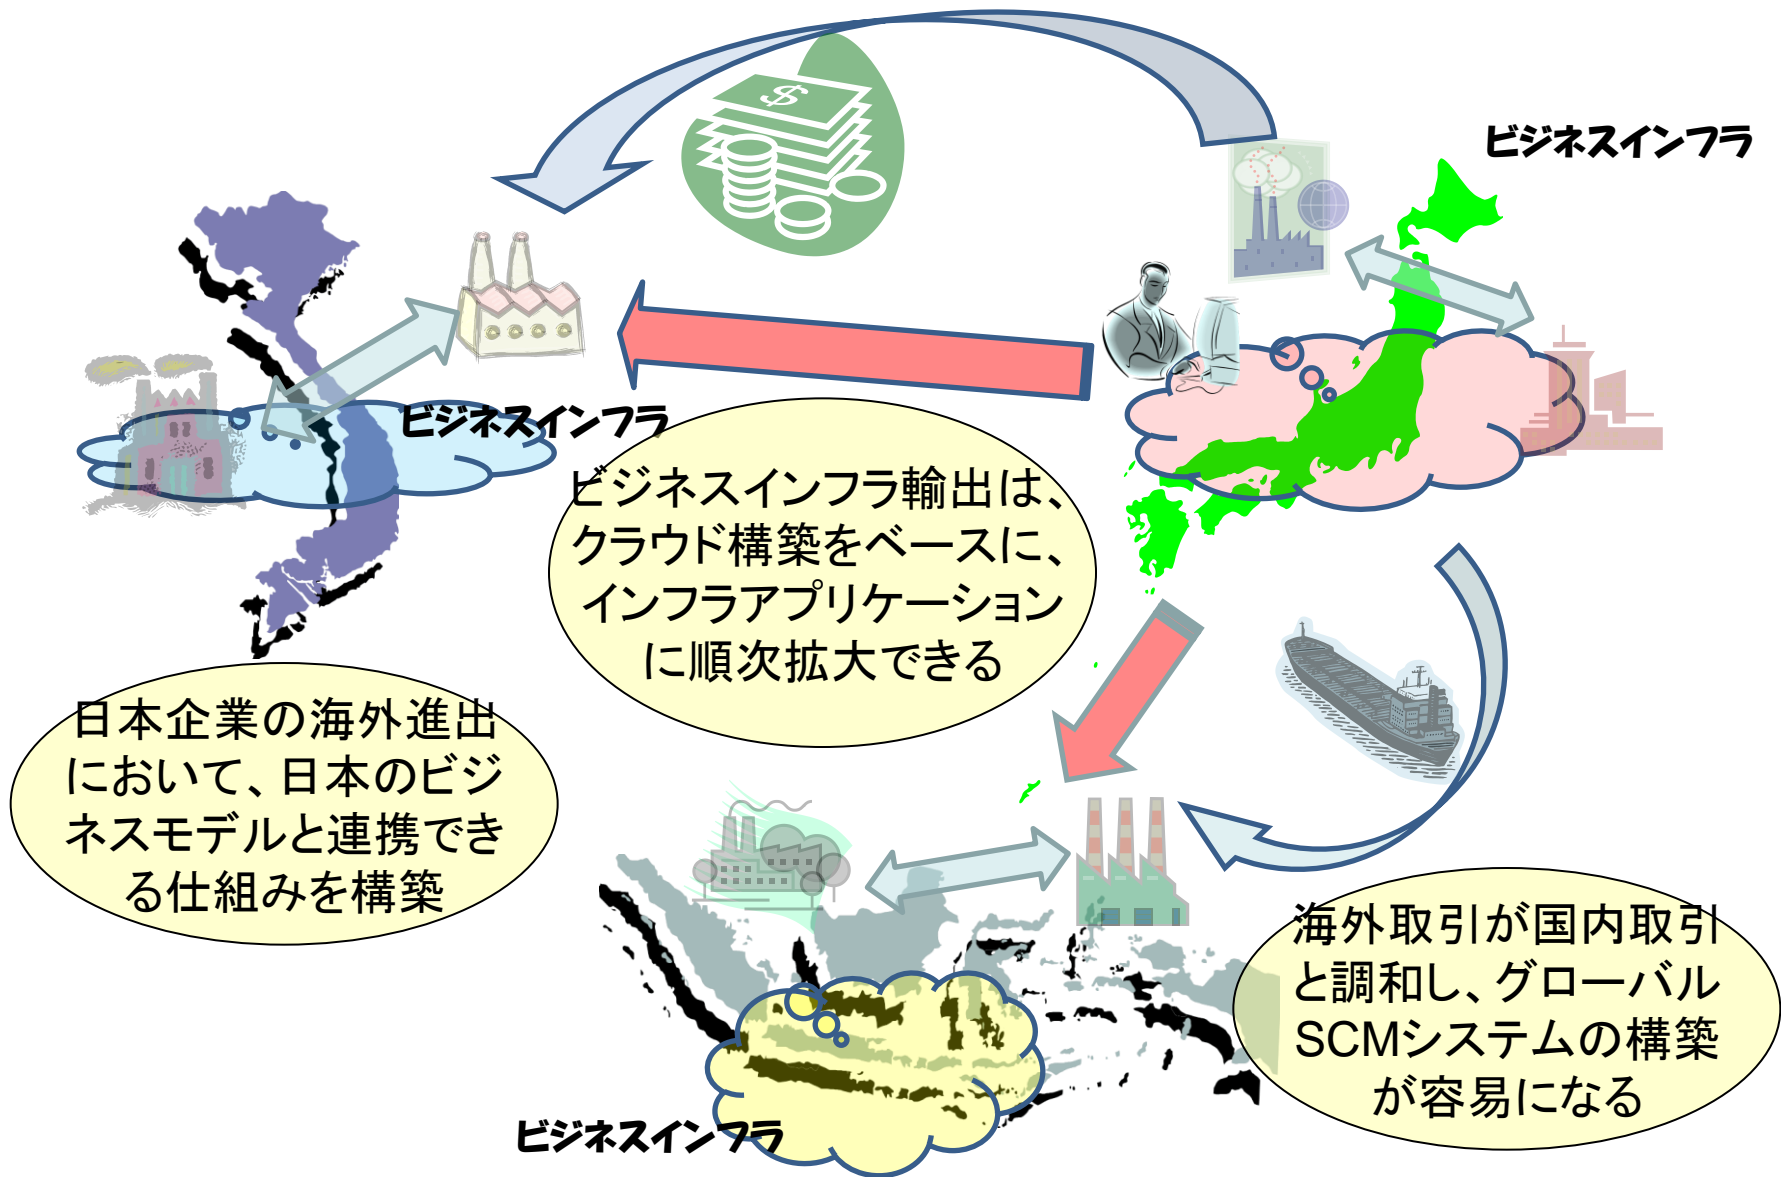 ビジネスインフラ
ビジネスインフラ
ビジネスインフラ輸出は、
クラウド構築をベースに、
インフラアプリケーション
に順次拡大できる
日本企業の海外進出
において、日本のビジ
ネスモデルと連携でき
る仕組みを構築
海外取引が国内取引
と調和し、グローバル
SCMシステムの構築
が容易になる
ビジネスインフラ
$